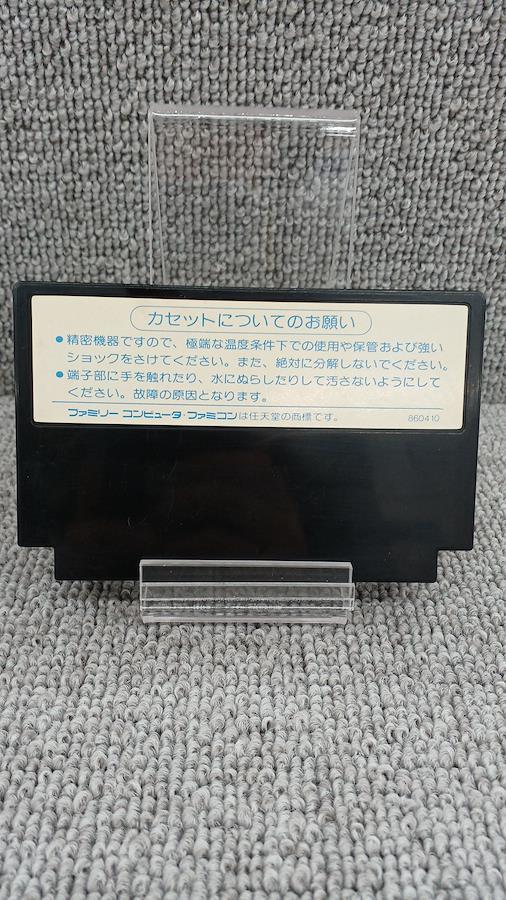 カセットについてのお願い
●精密機器ですので、極端な温度条件下での使用や保管および強い
ショックをさけてください。また、絶対に分解しないでください。
●端子部に手を触れたり、水にぬらしたりして汚さないようにして
ください。故障の原因となります。
ファミリー コンピュータ・ファミコンは任天堂の商標です。 860410